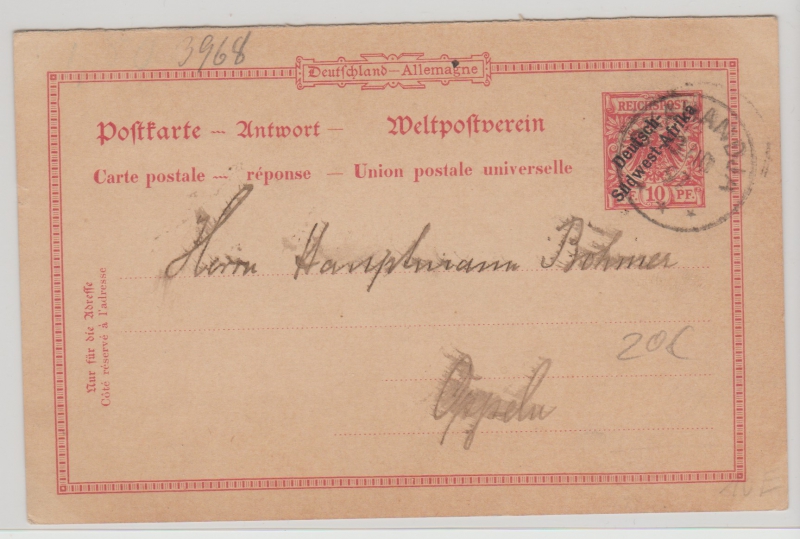 3968
Deutschland—Allemagne
Postkarte — Antwort — Weltpostverein
Carte postale — réponse — Union postale universelle
REICHSPOST
Deutsch-
Südwest-Afrika
10 PF.
Herrn Hauptmann Böhmer
Oppeln
Nur für die Adresse
Côté réservé à l'adresse
20€